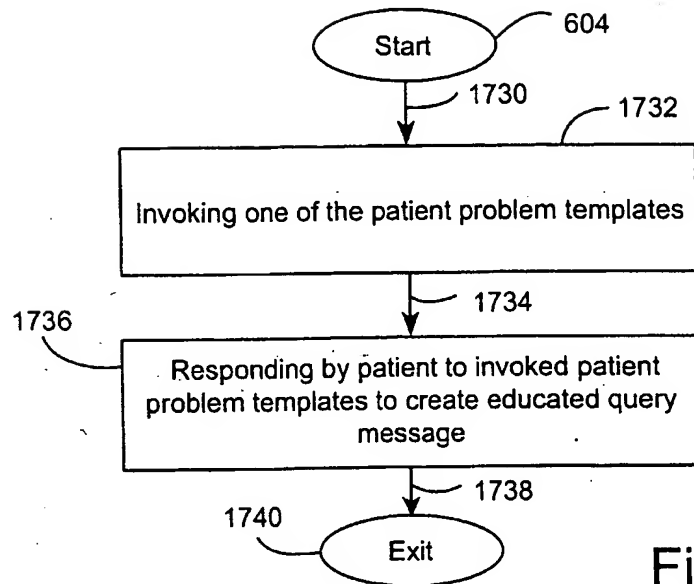 Start
604
1730
1732
Invoking one of the patient problem templates
1734
1736
Responding by patient to invoked patient
problem templates to create educated query
message
1738
1740
Exit